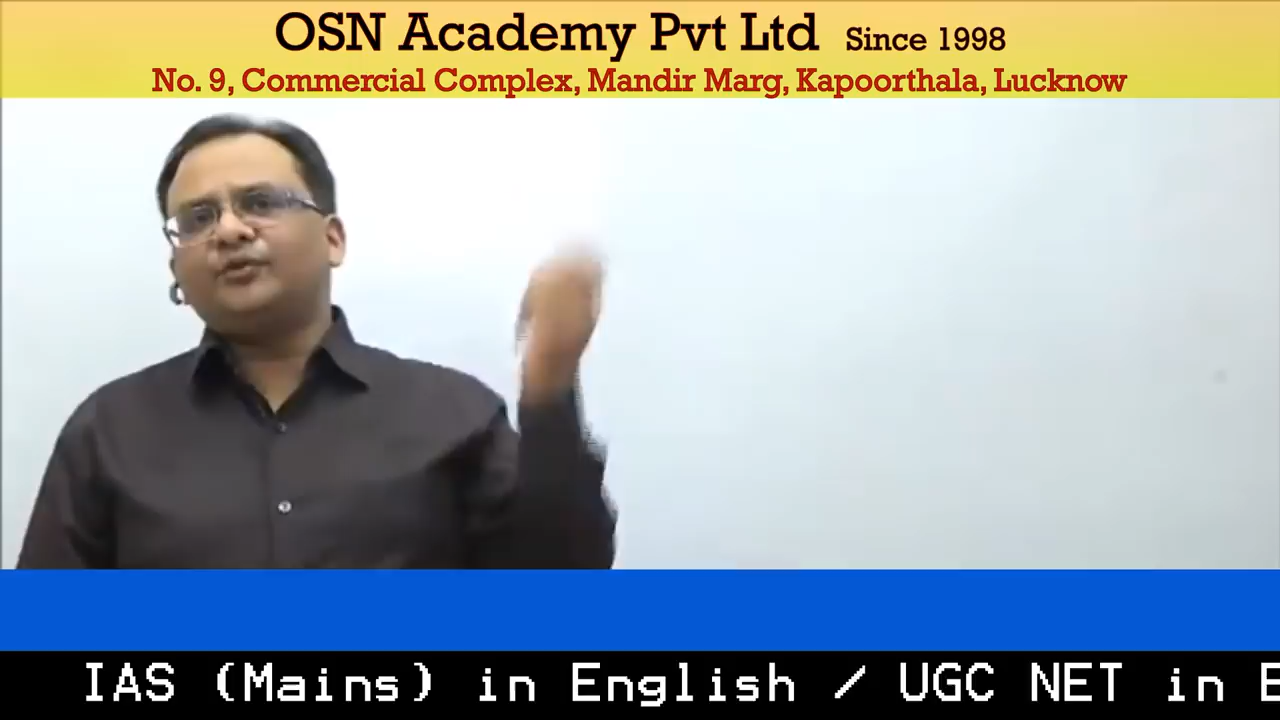 OSN Academy Pvt Ltd Since 1998
No. 9, Commercial Complex, Mandir Marg, Kapoorthala, Lucknow
IAS (Mains) in English / UGC NET in